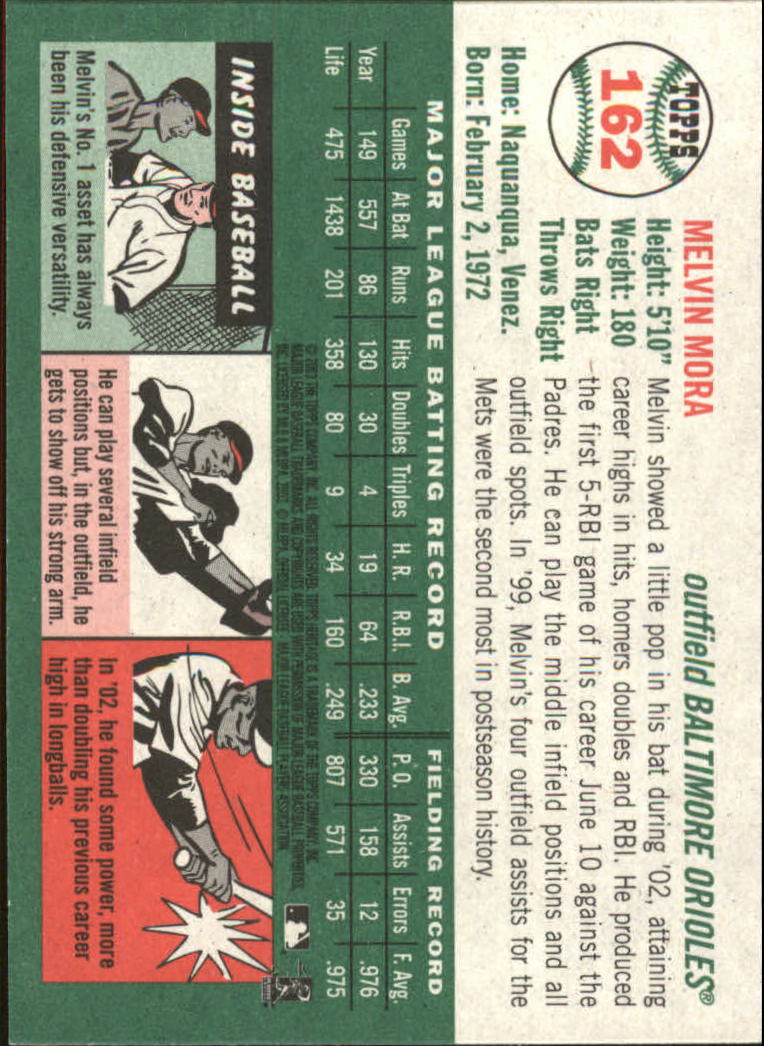 TOPPS
162
MELVIN MORA
outfield BALTIMORE ORIOLES®
Height: 5'10"
Weight: 180
Bats Right
Throws Right
Home: Naquanqua, Venez.
Born: February 2, 1972
Melvin showed a little pop in his bat during '02, attaining
career highs in hits, homers doubles and RBI. He produced
the first 5-RBI game of his career June 10 against the
Padres. He can play the middle infield positions and all
outfield spots. In '99, Melvin's four outfield assists for the
Mets were the second most in postseason history.
MAJOR LEAGUE BATTING RECORD FIELDING RECORD
Games At Bat Runs Hits Doubles Triples H. R. R.B.I. B. Avg. P. O. Assists Errors F. Avg.
Year 149 557 86 130 30 4 19 64 .233 330 158 12 .976
Life 475 1438 201 358 80 9 34 160 .249 807 571 35 .975
INSIDE BASEBALL
Melvin's No. 1 asset has always
been his defensive versatility.
He can play several infield
positions but, in the outfield, he
gets to show off his strong arm.
In '02, he found some power, more
than doubling his previous career
high in longballs.